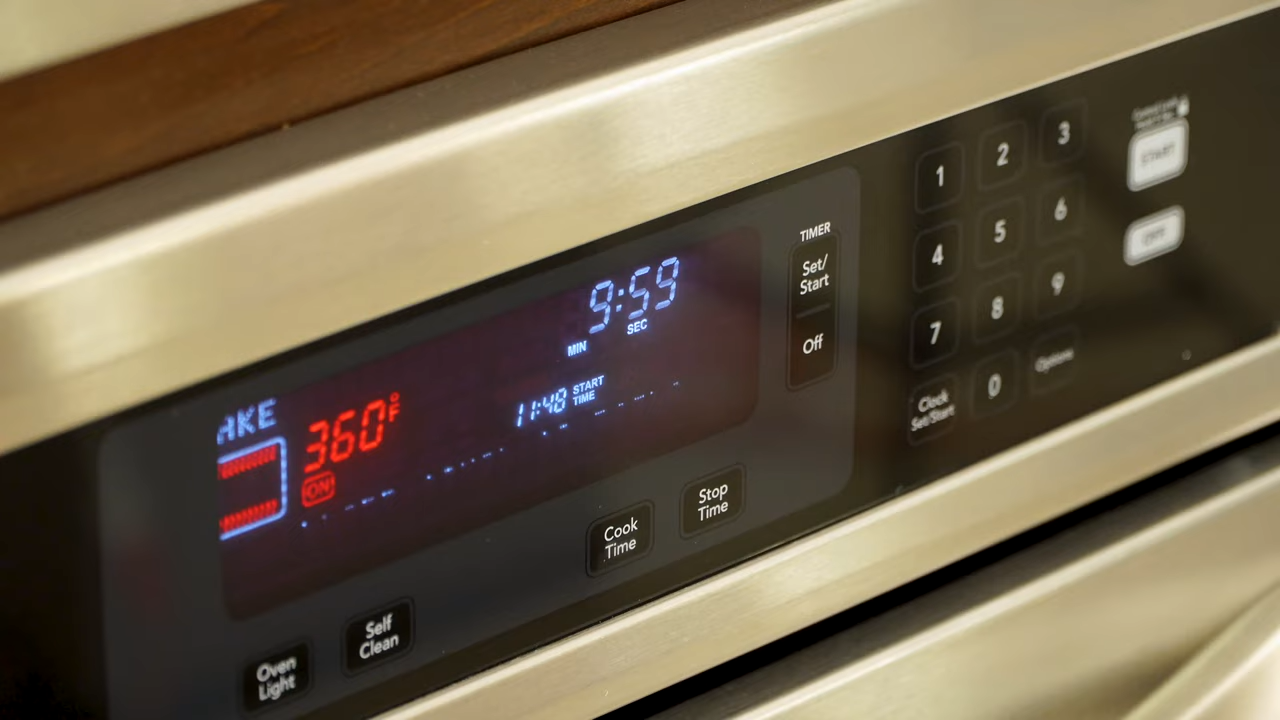 AKE
360°F
ON
9:59
MIN SEC
11:48 START TIME
TIMER
Set/
Start
Off
1 2 3
4 5 6
7 8 9
Clock
Set/Start
0
Options
START
OFF
Cook
Time
Stop
Time
Self
Clean
Oven
Light